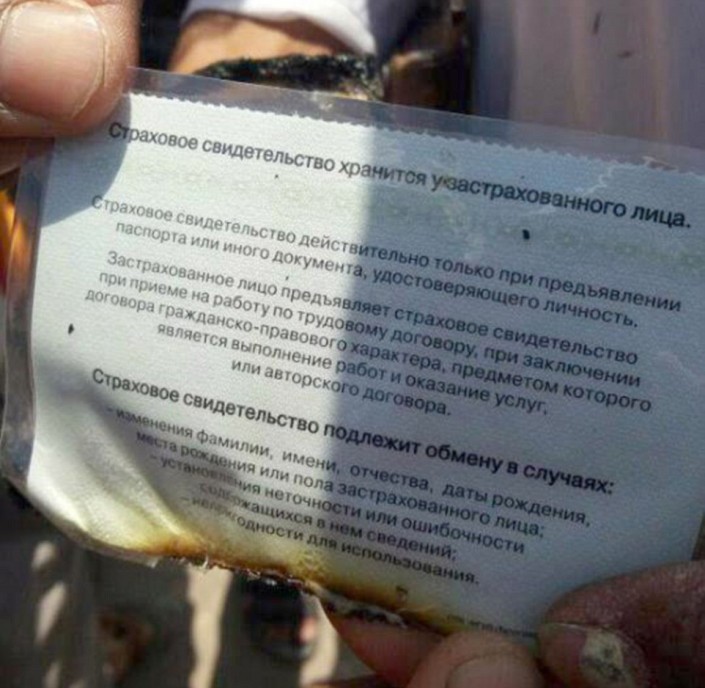 Страховое свидетельство хранится у застрахованного лица.
Страховое свидетельство действительно только при предъявлении
паспорта или иного документа, удостоверяющего личность.
Застрахованное лицо предъявляет страховое свидетельство
при приеме на работу по трудовому договору, при заключении
договора гражданско-правового характера, предметом которого
является выполнение работ и оказание услуг,
или авторского договора.
Страховое свидетельство подлежит обмену в случаях:
– изменения фамилии, имени, отчества, даты рождения,
места рождения или пола застрахованного лица;
– установления неточности или ошибочности
содержащихся в нем сведений;
– непригодности для использования.